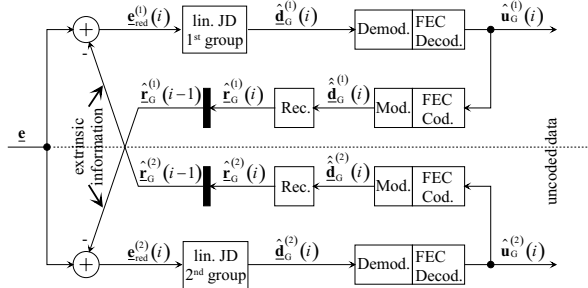 e̲
+
-
e̲_red^(1)(i)
lin. JD
1st group
d̲̂_G^(1)(i)
Demod.
FEC
Decod.
û_G^(1)(i)
r̲̂_G^(1)(i−1)
r̲̂_G^(1)(i)
Rec.
d̲̂̂_G^(1)(i)
Mod.
FEC
Cod.
extrinsic
information
uncoded data
r̲̂_G^(2)(i−1)
r̲̂_G^(2)(i)
Rec.
d̲̂̂_G^(2)(i)
Mod.
FEC
Cod.
-
+
e̲_red^(2)(i)
lin. JD
2nd group
d̲̂_G^(2)(i)
Demod.
FEC
Decod.
û_G^(2)(i)